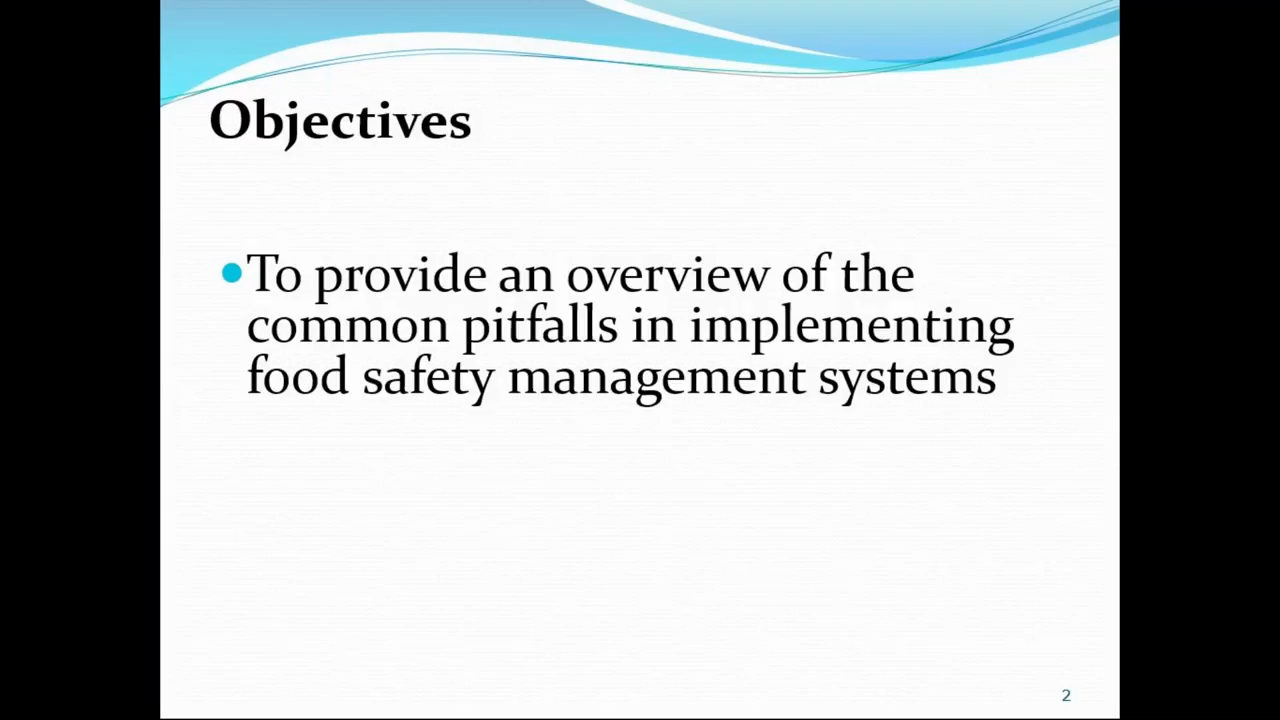 Objectives
•To provide an overview of the
common pitfalls in implementing
food safety management systems
2